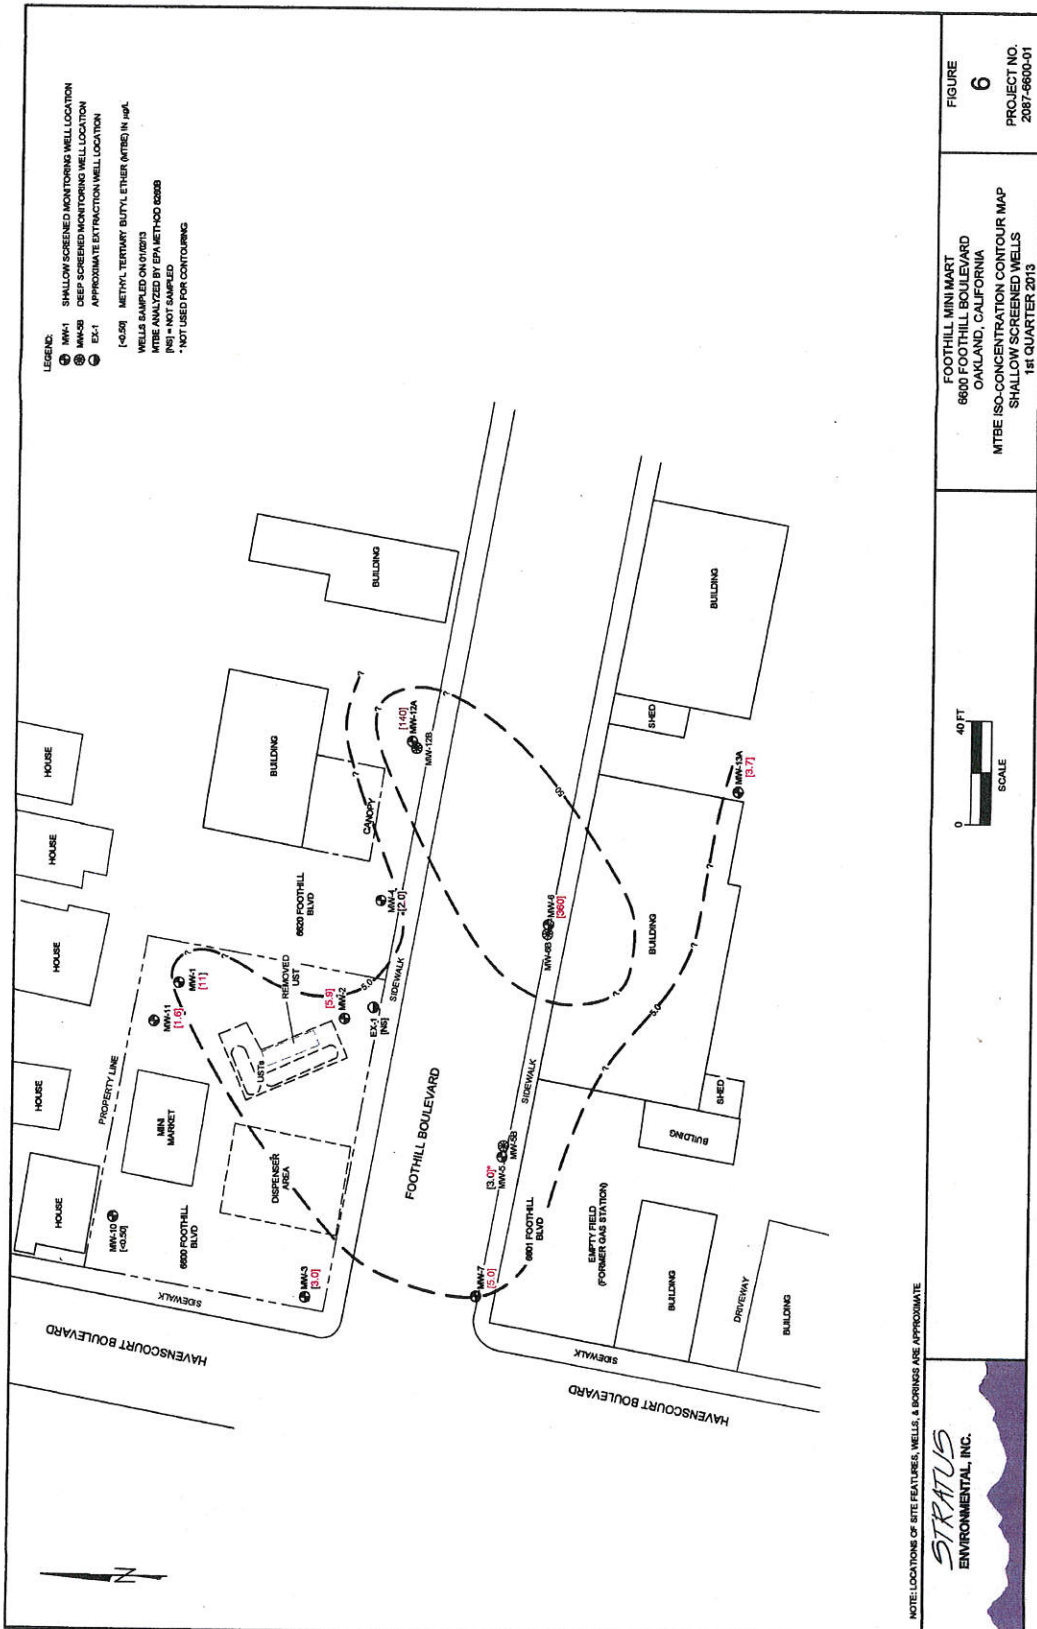 LEGEND:
MW-1 SHALLOW SCREENED MONITORING WELL LOCATION
MW-5B DEEP SCREENED MONITORING WELL LOCATION
EX-1 APPROXIMATE EXTRACTION WELL LOCATION
[<0.50] METHYL TERTIARY BUTYL ETHER (MTBE) IN µg/L
WELLS SAMPLED ON 01/02/13
MTBE ANALYZED BY EPA METHOD 8260B
[NS] = NOT SAMPLED
* NOT USED FOR CONTOURING
HOUSE
HOUSE
HOUSE
HOUSE
HOUSE
PROPERTY LINE
MW-10
[<0.50]
MINI
MARKET
MW-11
[1.6]
MW-1
[11]
6600 FOOTHILL
BLVD
DISPENSER
AREA
USTs
REMOVED
UST
MW-2
[5.9]
EX-1
[NS]
MW-3
[3.0]
6620 FOOTHILL
BLVD
BUILDING
CANOPY
MW-4
[2.0]
BUILDING
[140]
MW-12A
MW-12B
5.0
SIDEWALK
SIDEWALK
HAVENSCOURT BOULEVARD
FOOTHILL BOULEVARD
SIDEWALK
MW-7
[5.0]
[3.0]*
MW-5
MW-5B
MW-6B
MW-6
[360]
50
6601 FOOTHILL
BLVD
EMPTY FIELD
(FORMER GAS STATION)
BUILDING
SHED
BUILDING
5.0
SHED
BUILDING
MW-13A
[3.7]
BUILDING
DRIVEWAY
BUILDING
SIDEWALK
HAVENSCOURT BOULEVARD
? ? ? ? ? ? ? ? ? ?
N
NOTE: LOCATIONS OF SITE FEATURES, WELLS, & BORINGS ARE APPROXIMATE
STRATUS
ENVIRONMENTAL, INC.
0 40 FT
SCALE
FOOTHILL MINI MART
6600 FOOTHILL BOULEVARD
OAKLAND, CALIFORNIA
MTBE ISO-CONCENTRATION CONTOUR MAP
SHALLOW SCREENED WELLS
1st QUARTER 2013
FIGURE
6
PROJECT NO.
2087-6600-01